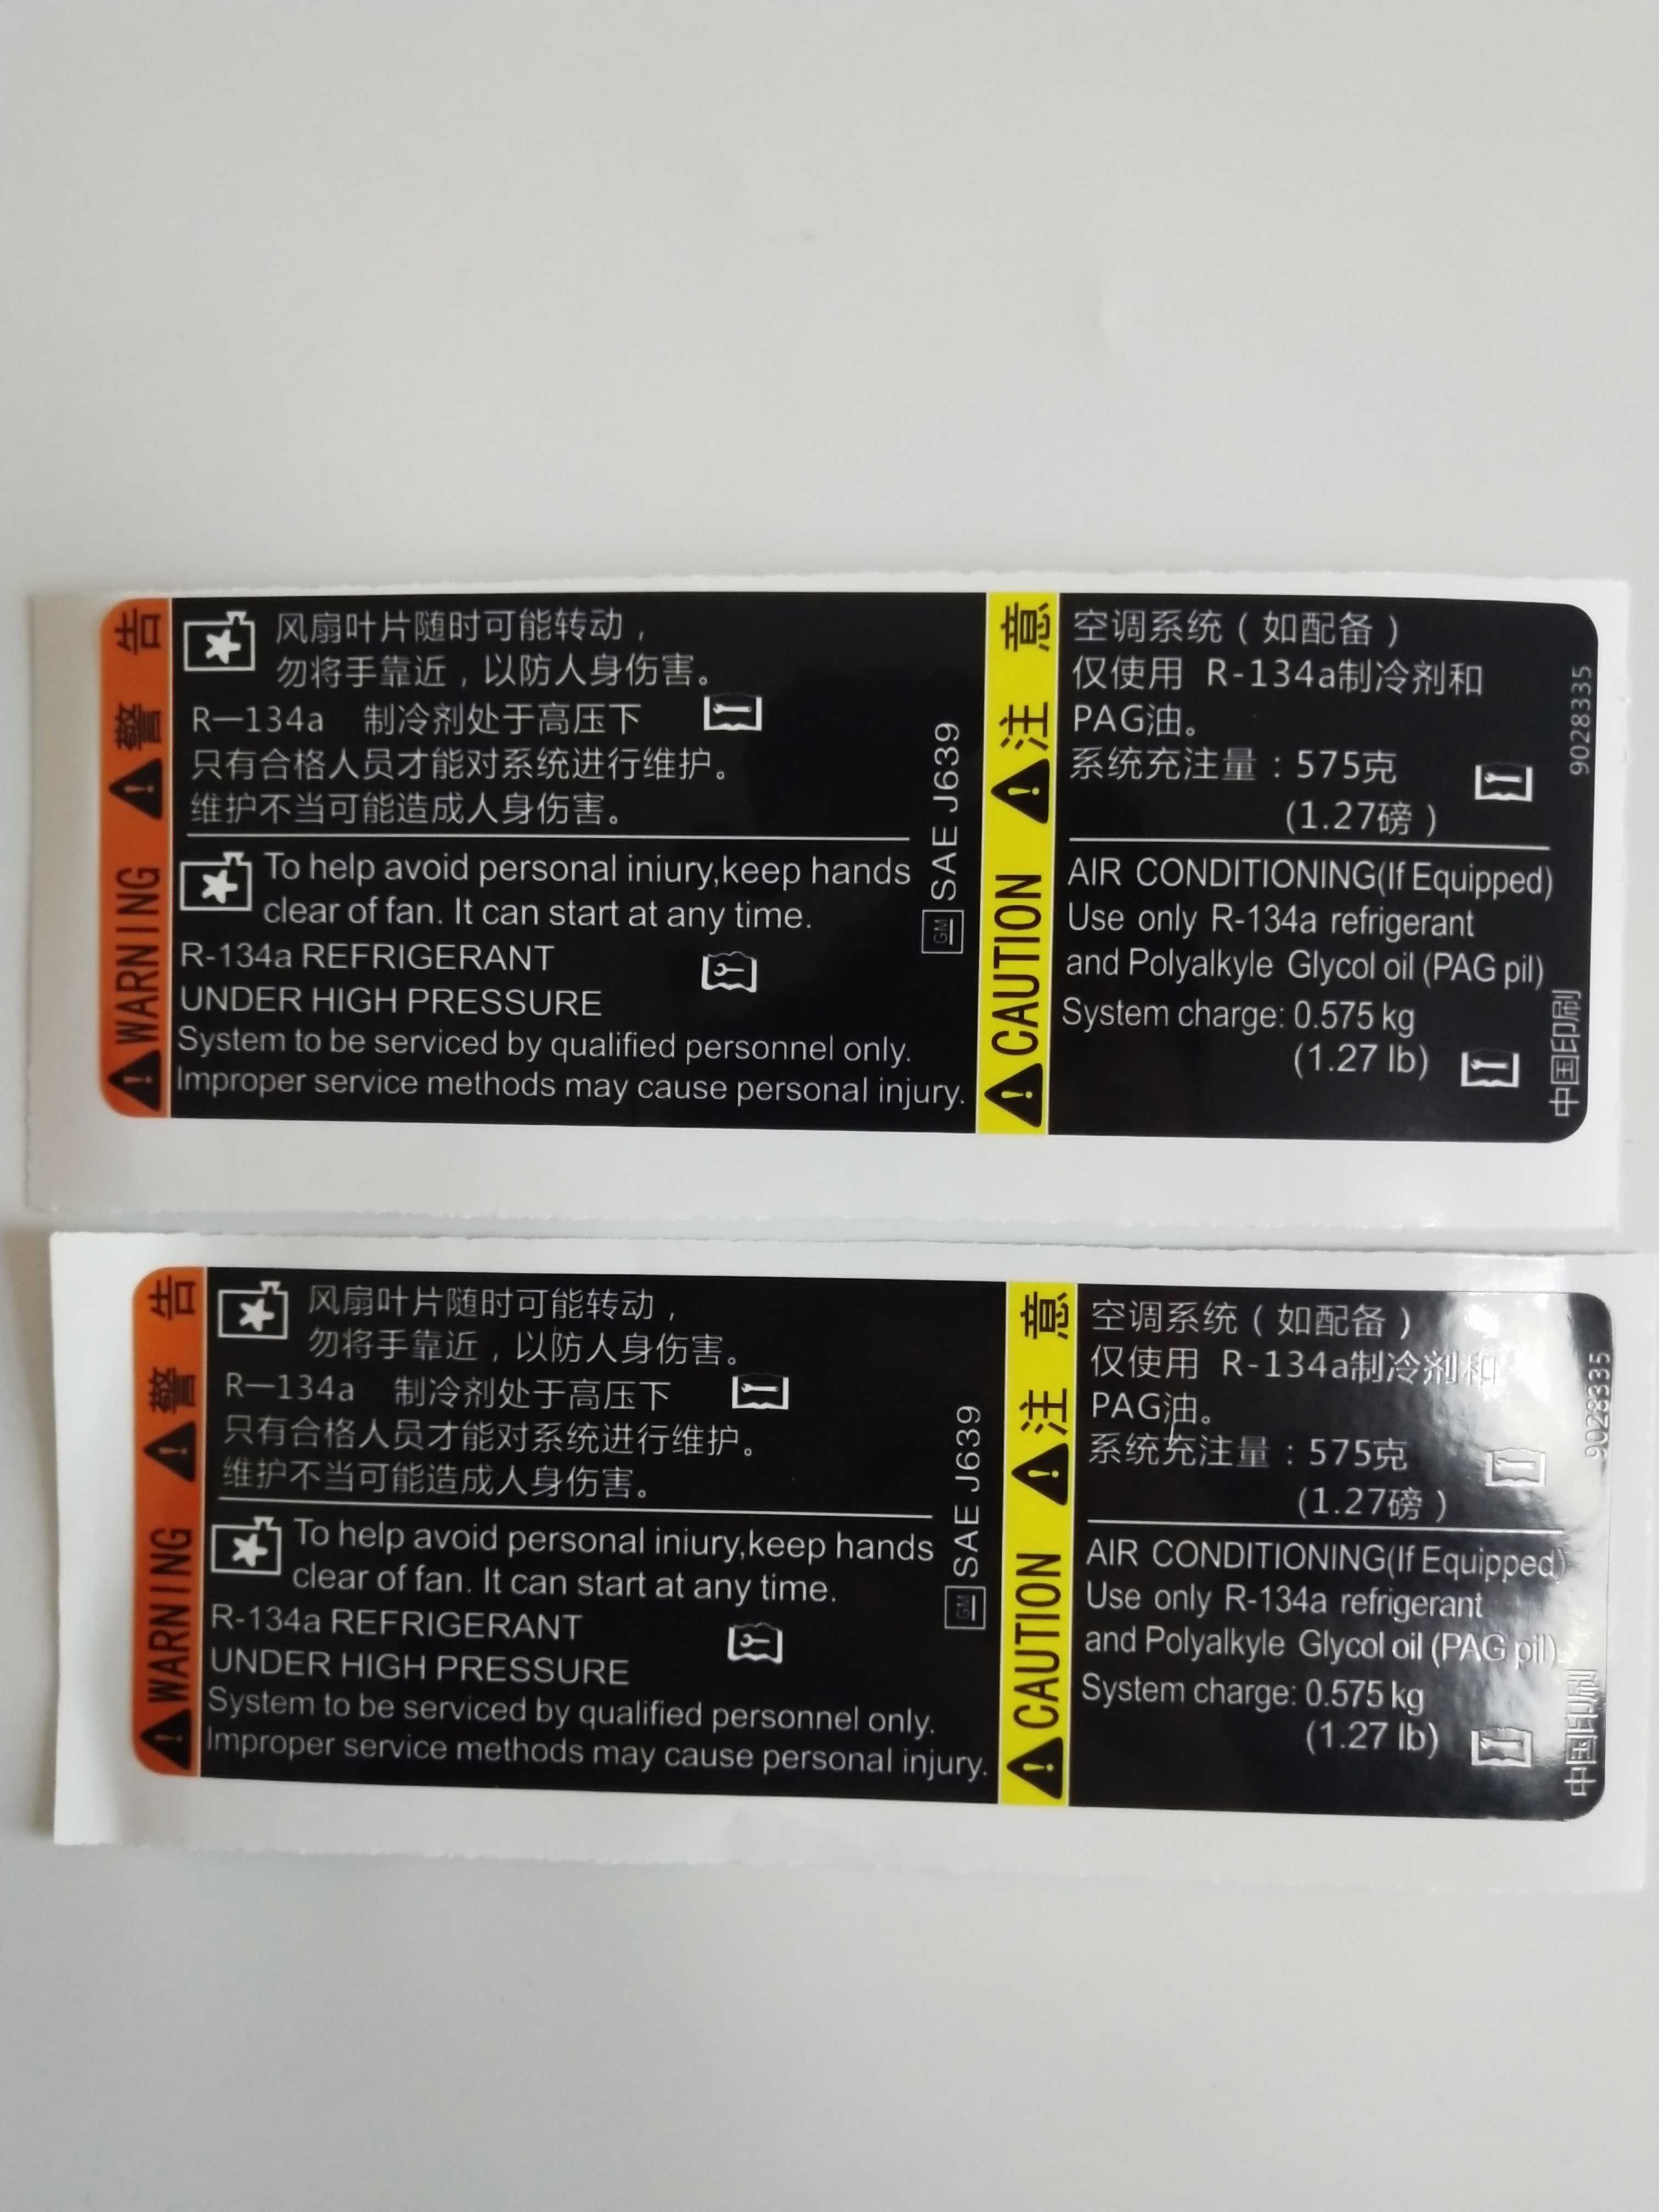 警 告
风扇叶片随时可能转动，
勿将手靠近，以防人身伤害。
R—134a 制冷剂处于高压下
只有合格人员才能对系统进行维护。
维护不当可能造成人身伤害。
WARNING
To help avoid personal iniury,keep hands
clear of fan. It can start at any time.
R-134a REFRIGERANT
UNDER HIGH PRESSURE
System to be serviced by qualified personnel only.
Improper service methods may cause personal injury.
GM SAE J639
注 意
空调系统（如配备）
仅使用 R-134a制冷剂和
PAG油。
系统充注量：575克
(1.27磅）
CAUTION
AIR CONDITIONING(If Equipped)
Use only R-134a refrigerant
and Polyalkyle Glycol oil (PAG pil)
System charge: 0.575 kg
(1.27 lb)
9028335
中国印刷
警 告
风扇叶片随时可能转动，
勿将手靠近，以防人身伤害。
R—134a 制冷剂处于高压下
只有合格人员才能对系统进行维护。
维护不当可能造成人身伤害。
WARNING
To help avoid personal iniury,keep hands
clear of fan. It can start at any time.
R-134a REFRIGERANT
UNDER HIGH PRESSURE
System to be serviced by qualified personnel only.
Improper service methods may cause personal injury.
GM SAE J639
注 意
空调系统（如配备）
仅使用 R-134a制冷剂和
PAG油。
系统充注量：575克
(1.27磅）
CAUTION
AIR CONDITIONING(If Equipped)
Use only R-134a refrigerant
and Polyalkyle Glycol oil (PAG pil)
System charge: 0.575 kg
(1.27 lb)
9028335
中国印刷